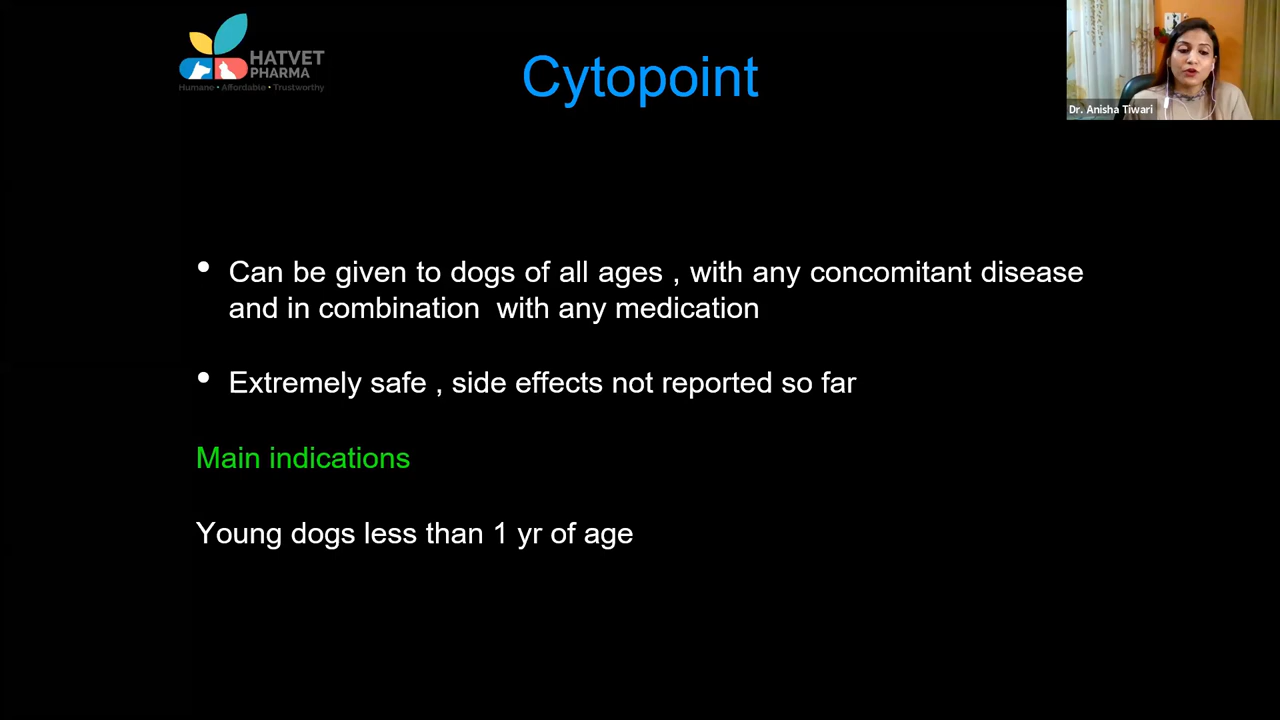 HATVET
PHARMA
Humane • Affordable • Trustworthy
Cytopoint
Dr. Anisha Tiwari
• Can be given to dogs of all ages , with any concomitant disease
and in combination  with any medication
• Extremely safe , side effects not reported so far
Main indications
Young dogs less than 1 yr of age